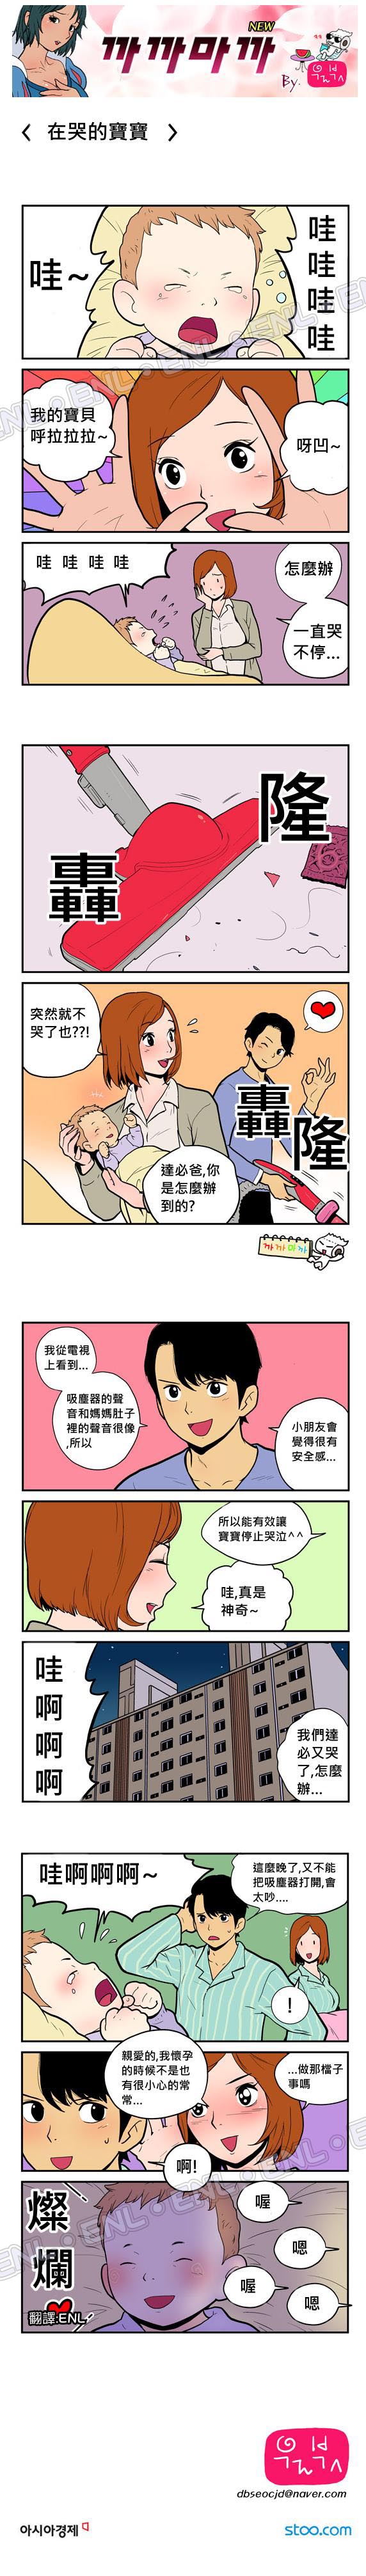 NEW
까까마까
By.
< 在哭的寶寶 >
哇~
哇
哇
哇
哇
我的寶貝
呼拉拉拉~
呀凹~
哇 哇 哇 哇
怎麼辦
一直哭
不停...
隆
轟
突然就不
哭了也??!
轟
隆
達必爸,你
是怎麼辦
到的?
까까마까
我從電視
上看到...
吸塵器的聲
音和媽媽肚子
裡的聲音很像
,所以
小朋友會
覺得很有
安全感...
所以能有效讓
寶寶停止哭泣^^
哇,真是
神奇~
哇
啊
啊
啊
我們達
必又哭
了,怎麼
辦...
哇啊啊啊~
這麼晚了,又不能
把吸塵器打開,會
太吵....
!
親愛的,我懷孕
的時候不是也
有很小心的常
常...
...做那檔子
事嗎
啊!
燦
爛
喔
嗯
喔
嗯
翻譯:ENL
ENL
dbseocjd@naver.com
아시아경제
stoo.com